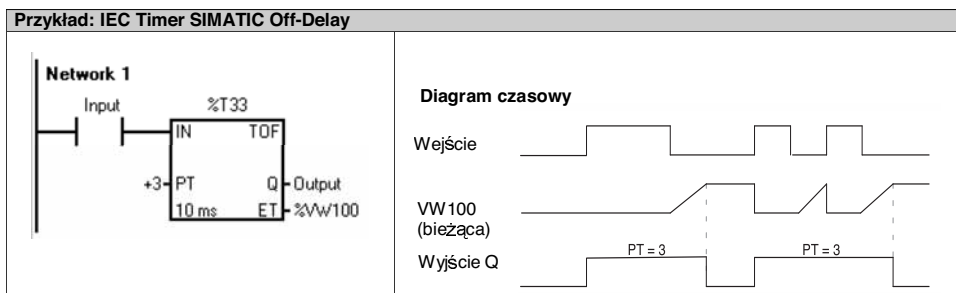 Przykład: IEC Timer SIMATIC Off-Delay
Network 1
Input
%T33
IN TOF
+3 PT Q Output
10 ms ET %VW100
Diagram czasowy
Wejście
VW100
(bieżąca)
Wyjście Q
PT = 3 PT = 3